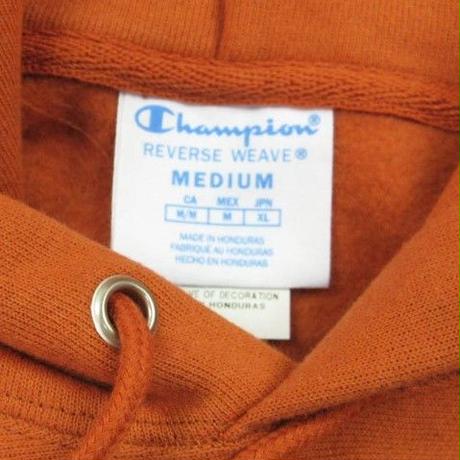 Champion®
REVERSE WEAVE®
MEDIUM
CA MEX JPN
M/M M XL
MADE IN HONDURAS
FABRIQUÉ AU HONDURAS
HECHO EN HONDURAS
OF DECORATION
HONDURAS